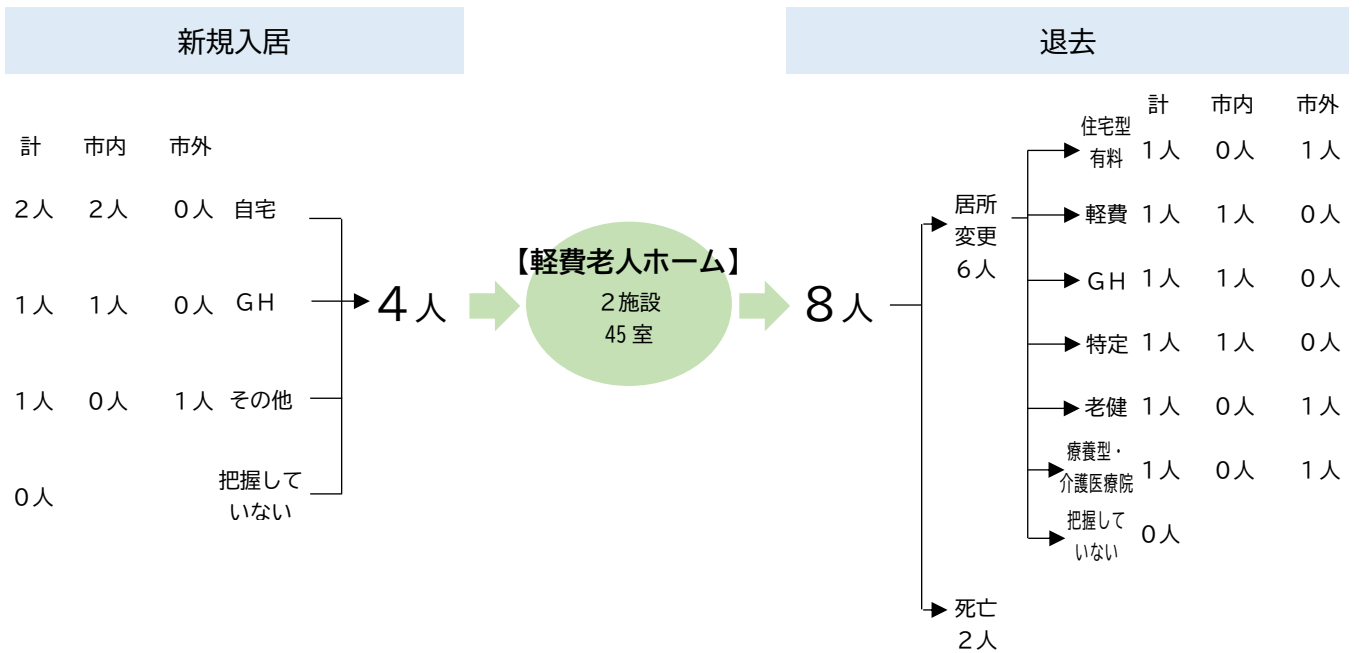 新規入居
計 市内 市外
2人 2人 0人 自宅
1人 1人 0人 GH
1人 0人 1人 その他
0人 把握して
いない
4人
【軽費老人ホーム】
2施設
45室
退去
8人
居所
変更
6人
計 市内 市外
住宅型
有料 1人 0人 1人
軽費 1人 1人 0人
GH 1人 1人 0人
特定 1人 1人 0人
老健 1人 0人 1人
療養型・
介護医療院 1人 0人 1人
把握して
いない 0人
死亡
2人